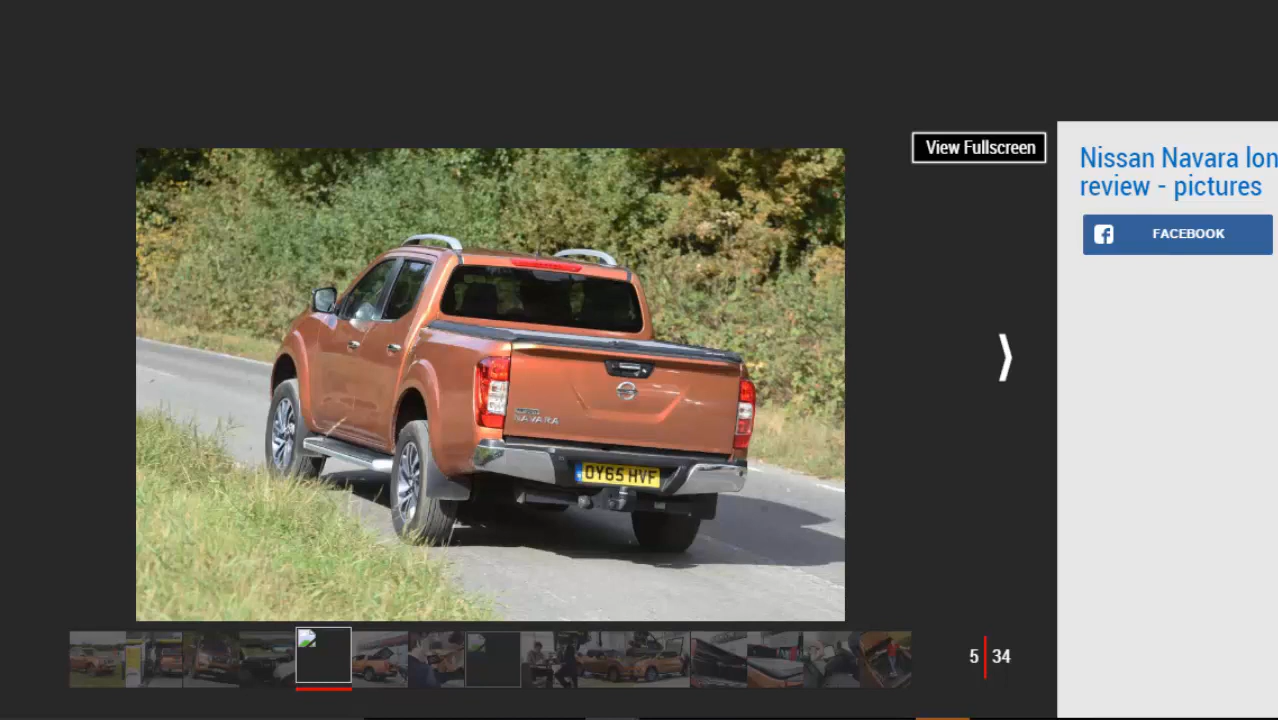 View Fullscreen
Nissan Navara lon
review - pictures
FACEBOOK
NAVARA
OY65 HVF
5 34